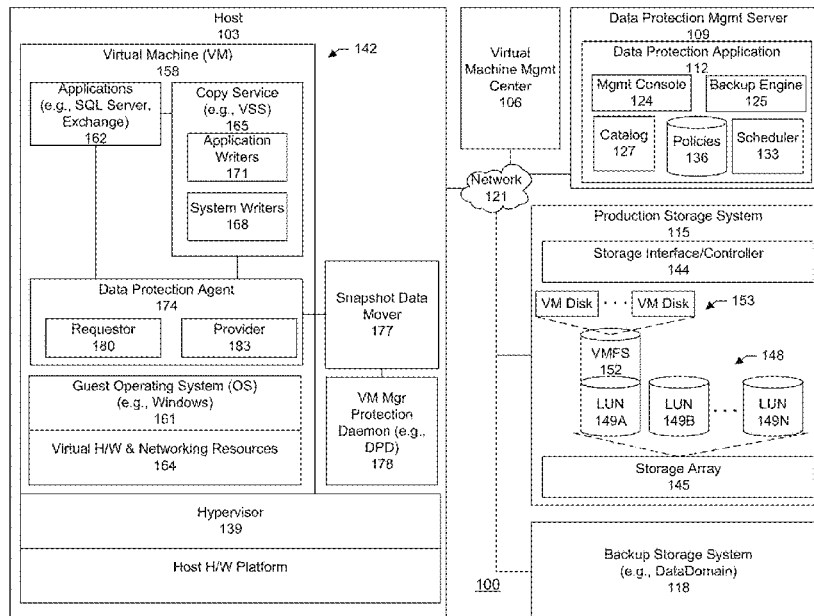 Host
103
142
Virtual Machine (VM)
158
Applications
(e.g., SQL Server,
Exchange)
162
Copy Service
(e.g., VSS)
165
Application
Writers
171
System Writers
168
Data Protection Agent
174
Requestor
180
Provider
183
Guest Operating System (OS)
(e.g., Windows)
161
Virtual H/W & Networking Resources
164
Snapshot Data
Mover
177
VM Mgr
Protection
Daemon (e.g.,
DPD)
178
Hypervisor
139
Host H/W Platform
Virtual
Machine Mgmt
Center
106
Network
121
Data Protection Mgmt Server
109
Data Protection Application
112
Mgmt Console
124
Backup Engine
125
Catalog
127
Policies
136
Scheduler
133
Production Storage System
115
Storage Interface/Controller
144
VM Disk
VM Disk
153
VMFS
152
148
LUN
149A
LUN
149B
LUN
149N
Storage Array
145
100
Backup Storage System
(e.g., DataDomain)
118